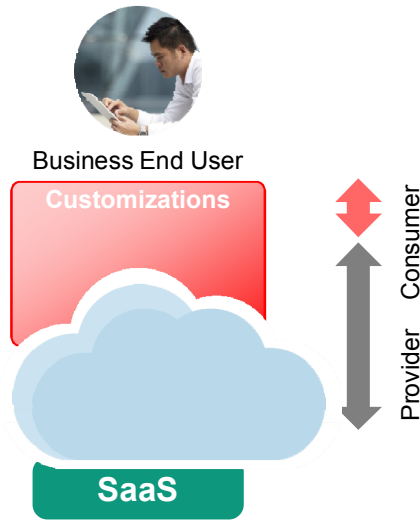 Business End User
Customizations
Consumer
Provider
SaaS